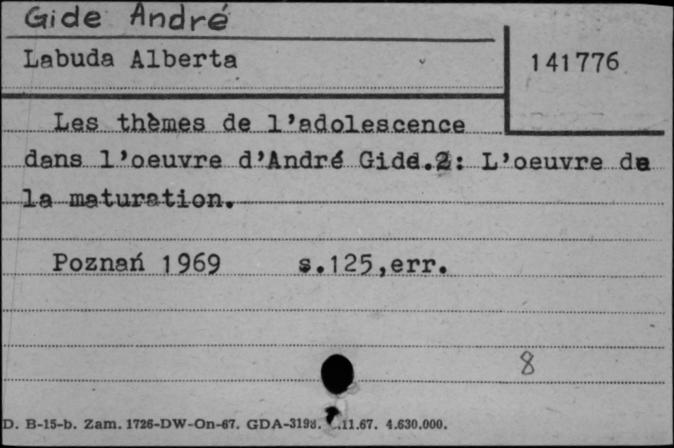 Gide André
Labuda Alberta
141776
Les thèmes de l'adolescence
dans l'oeuvre d'André Gide.2: L'oeuvre de
la maturation.
Poznań 1969 s.125,err.
8
D. B-15-b. Zam. 1726-DW-On-67. GDA-3198. .11.67. 4.630.000.